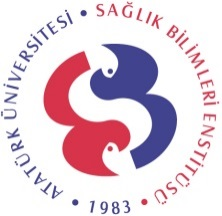 ATATÜRK ÜNİVERSİTESİ • SAĞLIK BİLİMLERİ ENSTİTÜSÜ
• 1983 •